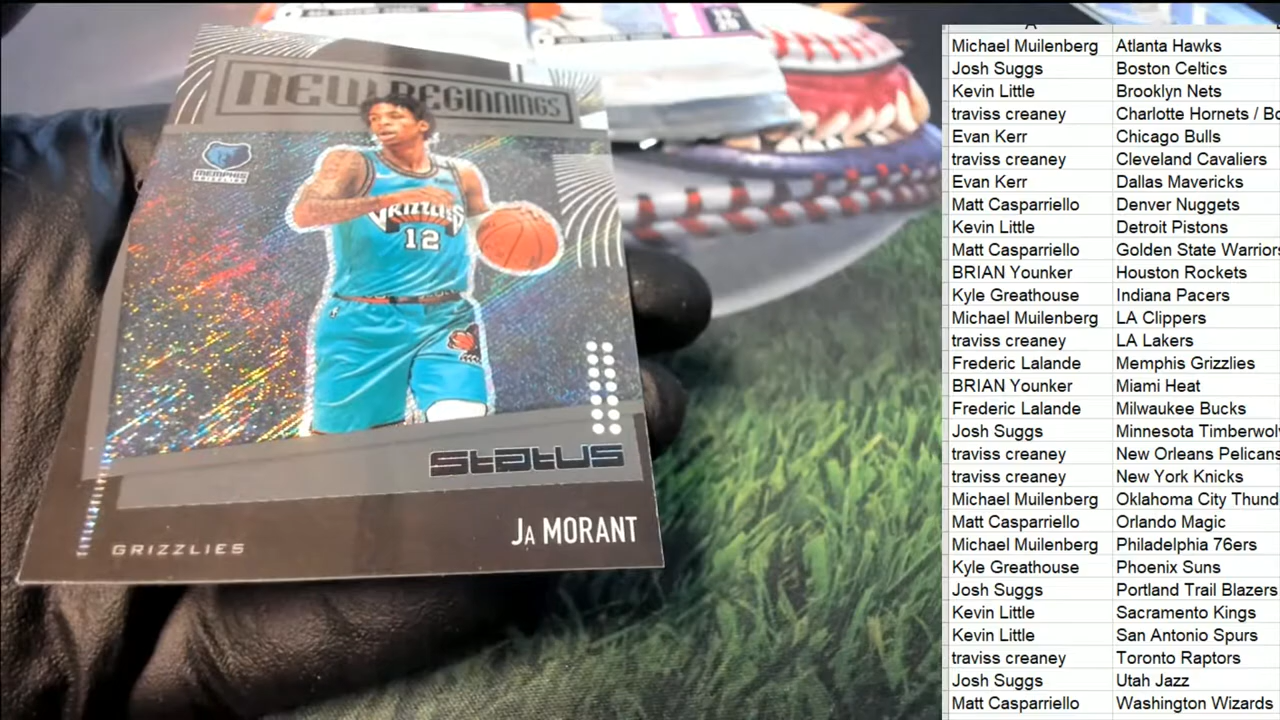 NEW BEGINNINGS
MEMPHIS
GRIZZLIES
GRIZZLIES
12
Status
Ja MORANT
GRIZZLIES
A
Michael Muilenberg Atlanta Hawks
Josh Suggs Boston Celtics
Kevin Little Brooklyn Nets
traviss creaney Charlotte Hornets / Bo
Evan Kerr Chicago Bulls
traviss creaney Cleveland Cavaliers
Evan Kerr Dallas Mavericks
Matt Casparriello Denver Nuggets
Kevin Little Detroit Pistons
Matt Casparriello Golden State Warriors
BRIAN Younker Houston Rockets
Kyle Greathouse Indiana Pacers
Michael Muilenberg LA Clippers
traviss creaney LA Lakers
Frederic Lalande Memphis Grizzlies
BRIAN Younker Miami Heat
Frederic Lalande Milwaukee Bucks
Josh Suggs Minnesota Timberwol
traviss creaney New Orleans Pelicans
traviss creaney New York Knicks
Michael Muilenberg Oklahoma City Thund
Matt Casparriello Orlando Magic
Michael Muilenberg Philadelphia 76ers
Kyle Greathouse Phoenix Suns
Josh Suggs Portland Trail Blazers
Kevin Little Sacramento Kings
Kevin Little San Antonio Spurs
traviss creaney Toronto Raptors
Josh Suggs Utah Jazz
Matt Casparriello Washington Wizards